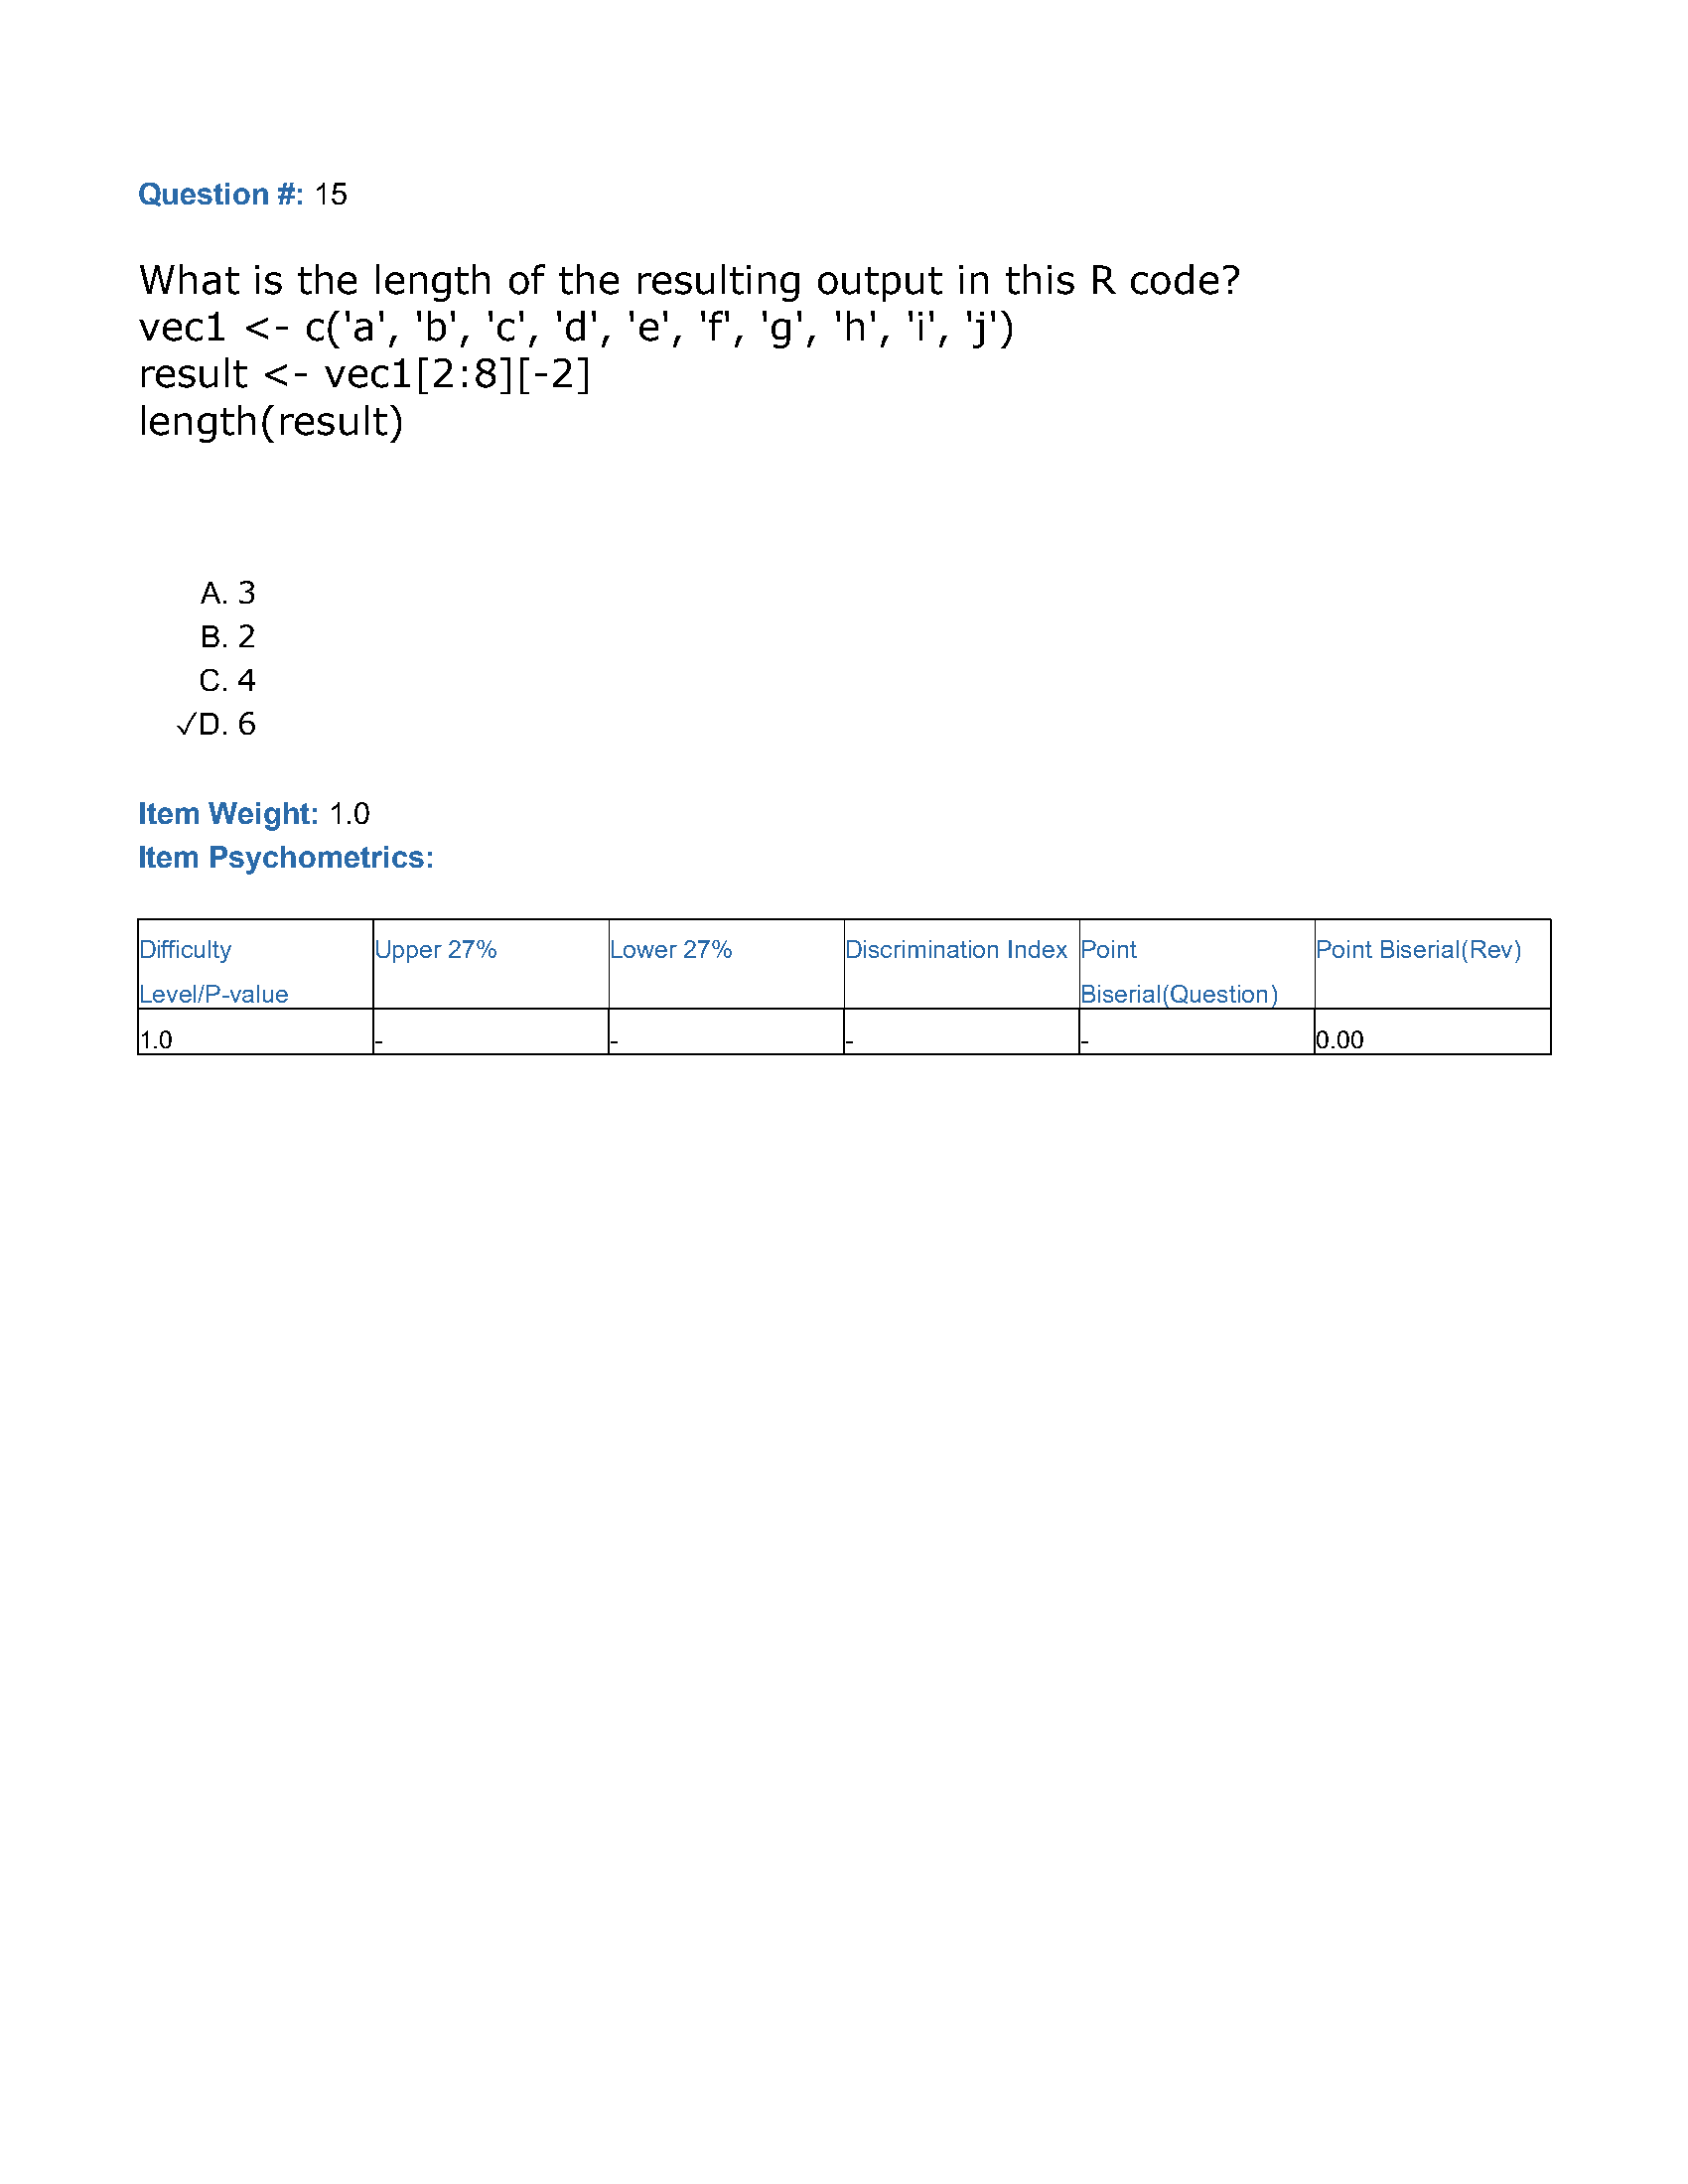 Question #: 15
What is the length of the resulting output in this R code?
vec1 <- c('a', 'b', 'c', 'd', 'e', 'f', 'g', 'h', 'i', 'j')
result <- vec1[2:8][-2]
length(result)
A. 3
B. 2
C. 4
✓D. 6
Item Weight: 1.0
Item Psychometrics:
Difficulty Level/P-value Upper 27% Lower 27% Discrimination Index Point Biserial(Question) Point Biserial(Rev)
1.0 - - - - 0.00